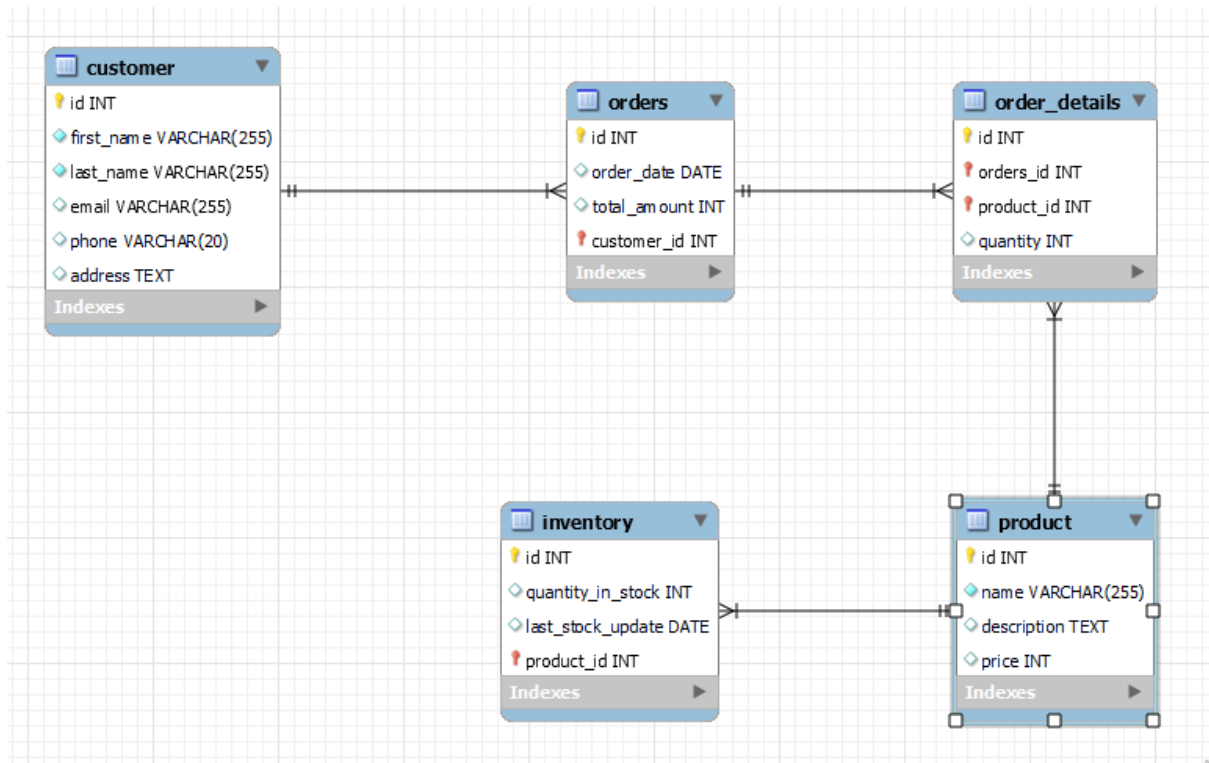 customer
id INT
first_name VARCHAR(255)
last_name VARCHAR(255)
email VARCHAR(255)
phone VARCHAR(20)
address TEXT
Indexes
orders
id INT
order_date DATE
total_amount INT
customer_id INT
Indexes
order_details
id INT
orders_id INT
product_id INT
quantity INT
Indexes
inventory
id INT
quantity_in_stock INT
last_stock_update DATE
product_id INT
Indexes
product
id INT
name VARCHAR(255)
description TEXT
price INT
Indexes